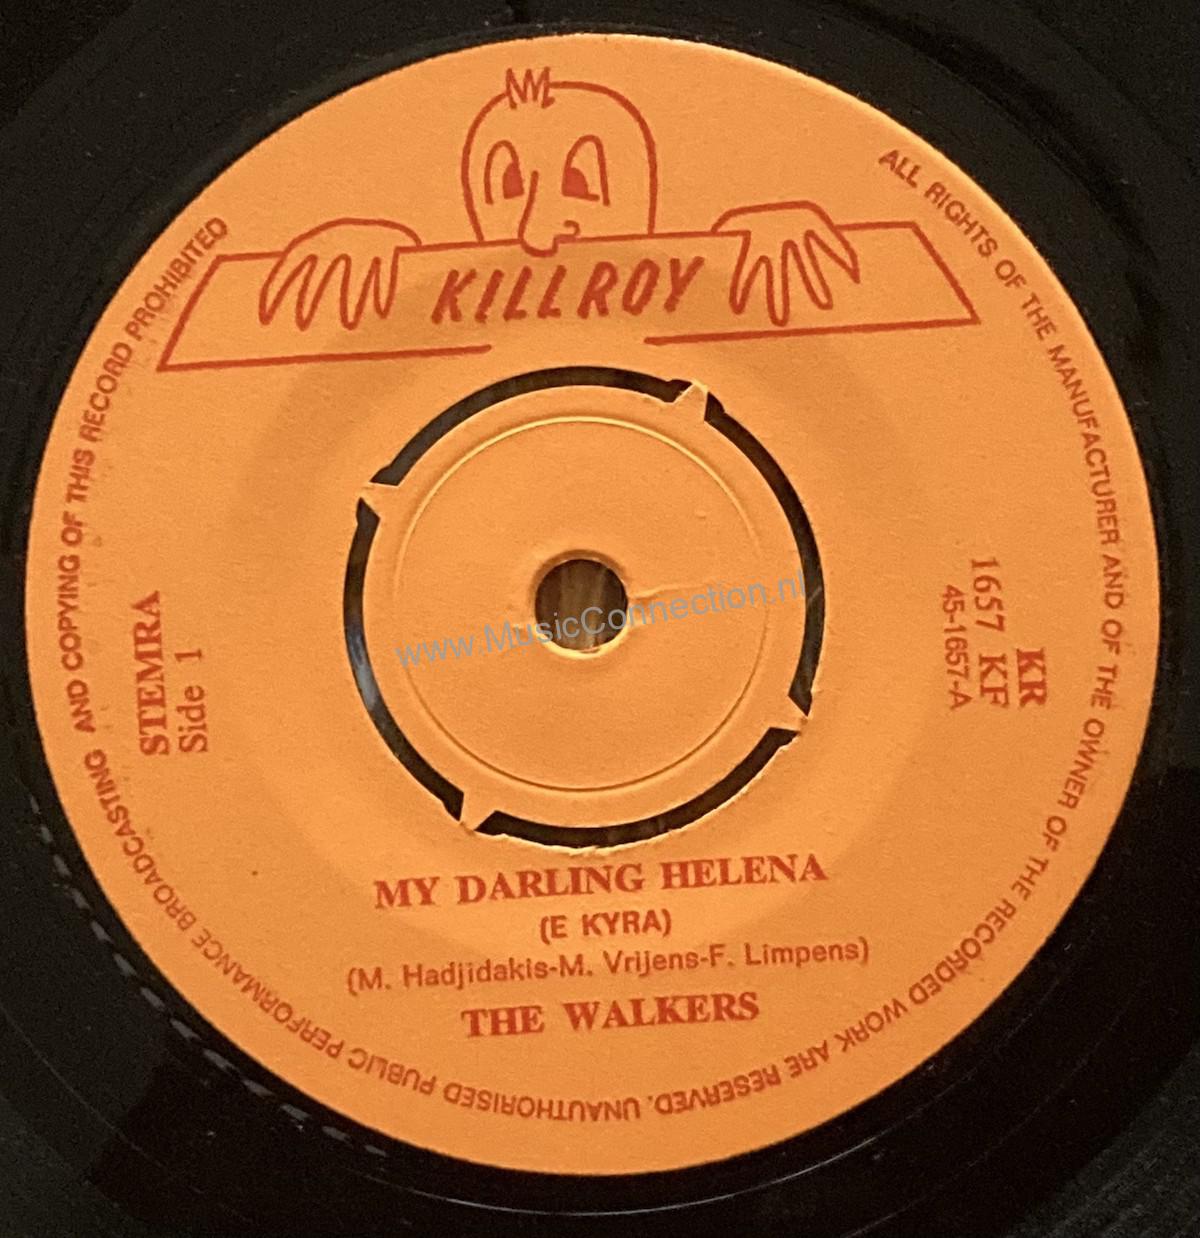 KILLROY
ALL RIGHTS OF THE MANUFACTURER AND OF THE OWNER OF THE RECORDED WORK ARE RESERVED. UNAUTHORISED PUBLIC PERFORMANCE BROADCASTING AND COPYING OF THIS RECORD PROHIBITED
STEMRA
Side 1
KR
1657 KF
45-1657-A
www.MusicConnection.nl
MY DARLING HELENA
(E KYRA)
(M. Hadjidakis-M. Vrijens-F. Limpens)
THE WALKERS